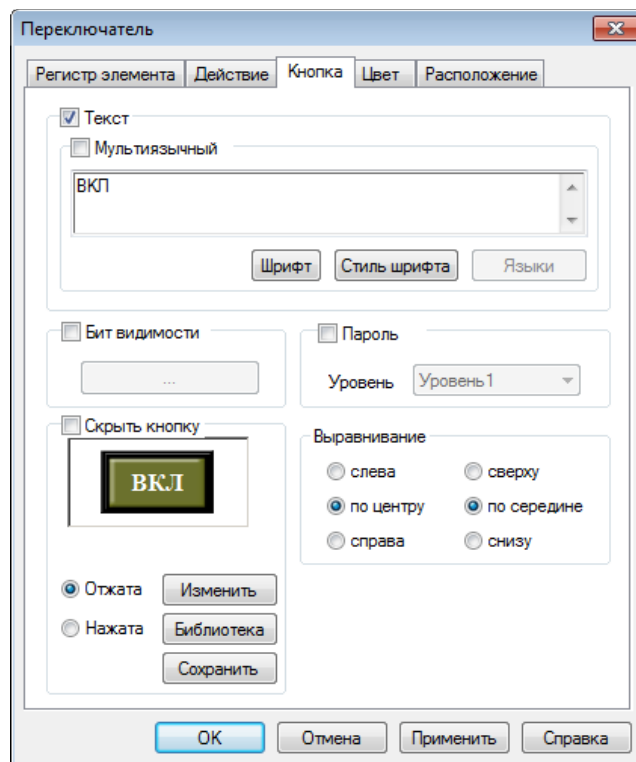 Переключатель
Регистр элемента Действие Кнопка Цвет Расположение
Текст
Мультиязычный
ВКЛ
Шрифт Стиль шрифта Языки
Бит видимости
...
Пароль
Уровень Уровень1
Скрыть кнопку
ВКЛ
Отжата Изменить
Нажата Библиотека
Сохранить
Выравнивание
слева сверху
по центру по середине
справа снизу
OK Отмена Применить Справка